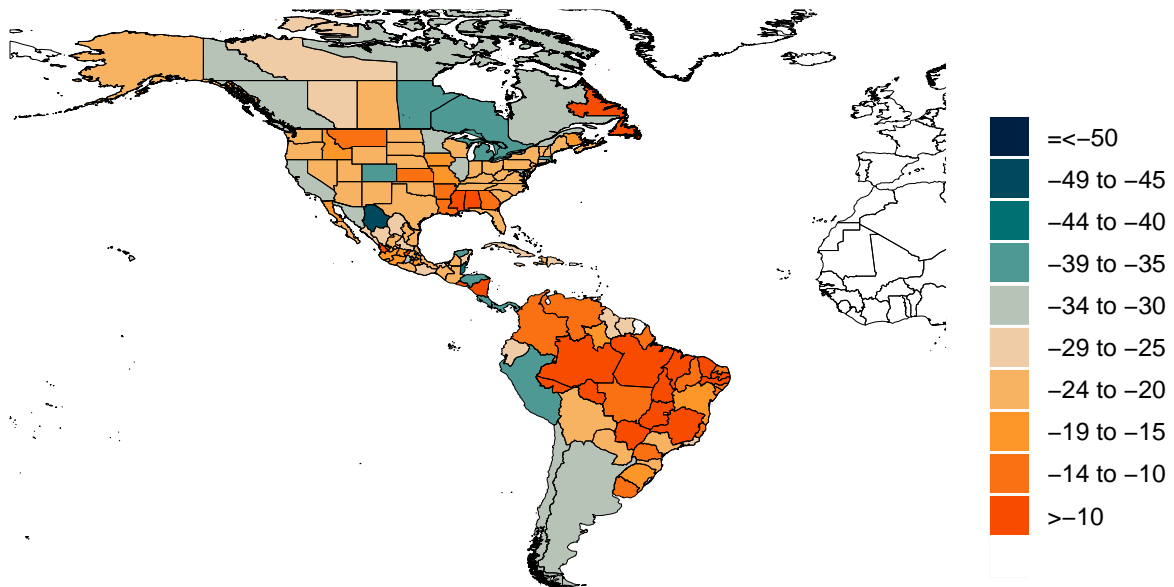 =<−50
−49 to −45
−44 to −40
−39 to −35
−34 to −30
−29 to −25
−24 to −20
−19 to −15
−14 to −10
>−10